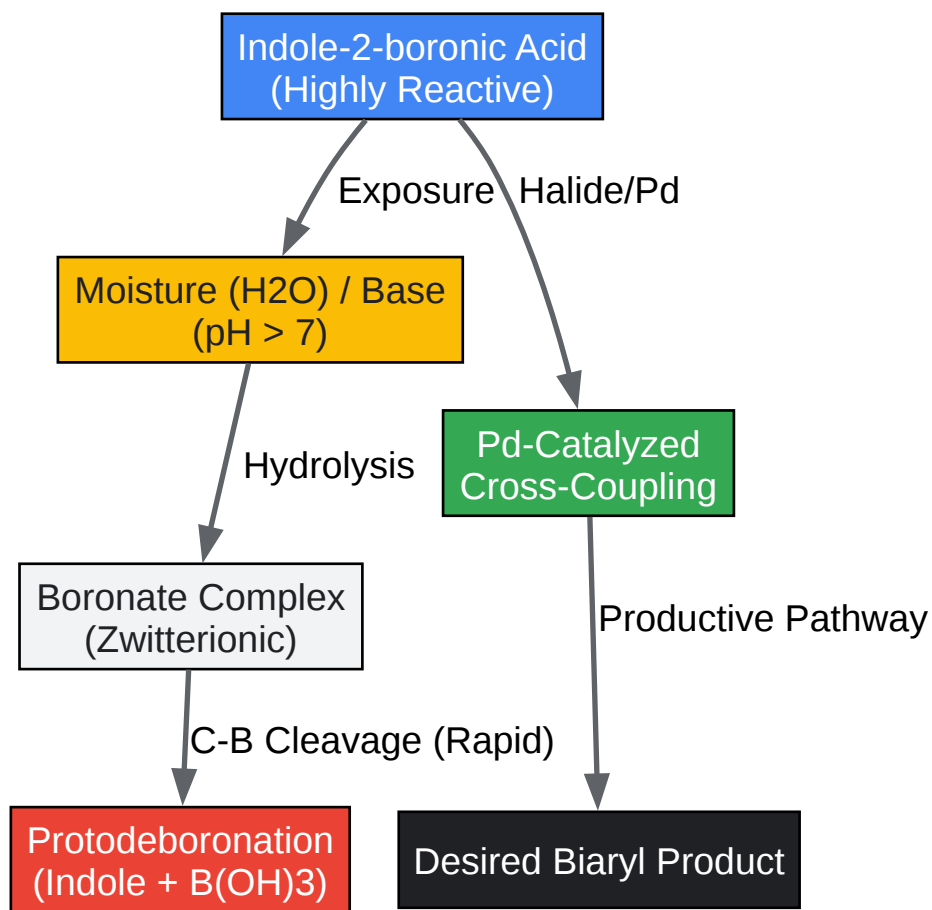 Indole-2-boronic Acid
(Highly Reactive)
Exposure
Halide/Pd
Moisture (H2O) / Base
(pH > 7)
Pd-Catalyzed
Cross-Coupling
Hydrolysis
Boronate Complex
(Zwitterionic)
Productive Pathway
C-B Cleavage (Rapid)
Protodeboronation
(Indole + B(OH)3)
Desired Biaryl Product